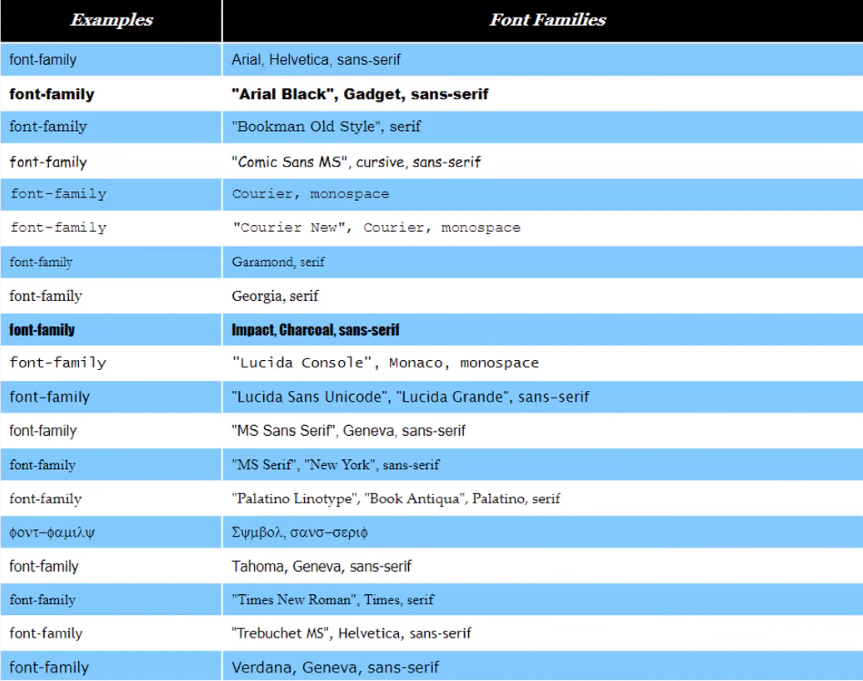 Examples Font Families
font-family Arial, Helvetica, sans-serif
font-family "Arial Black", Gadget, sans-serif
font-family "Bookman Old Style", serif
font-family "Comic Sans MS", cursive, sans-serif
font-family Courier, monospace
font-family "Courier New", Courier, monospace
font-family Garamond, serif
font-family Georgia, serif
font-family Impact, Charcoal, sans-serif
font-family "Lucida Console", Monaco, monospace
font-family "Lucida Sans Unicode", "Lucida Grande", sans-serif
font-family "MS Sans Serif", Geneva, sans-serif
font-family "MS Serif", "New York", sans-serif
font-family "Palatino Linotype", "Book Antiqua", Palatino, serif
φοντ−φαμιλψ Σψμβολ, σανσ−σεριφ
font-family Tahoma, Geneva, sans-serif
font-family "Times New Roman", Times, serif
font-family "Trebuchet MS", Helvetica, sans-serif
font-family Verdana, Geneva, sans-serif